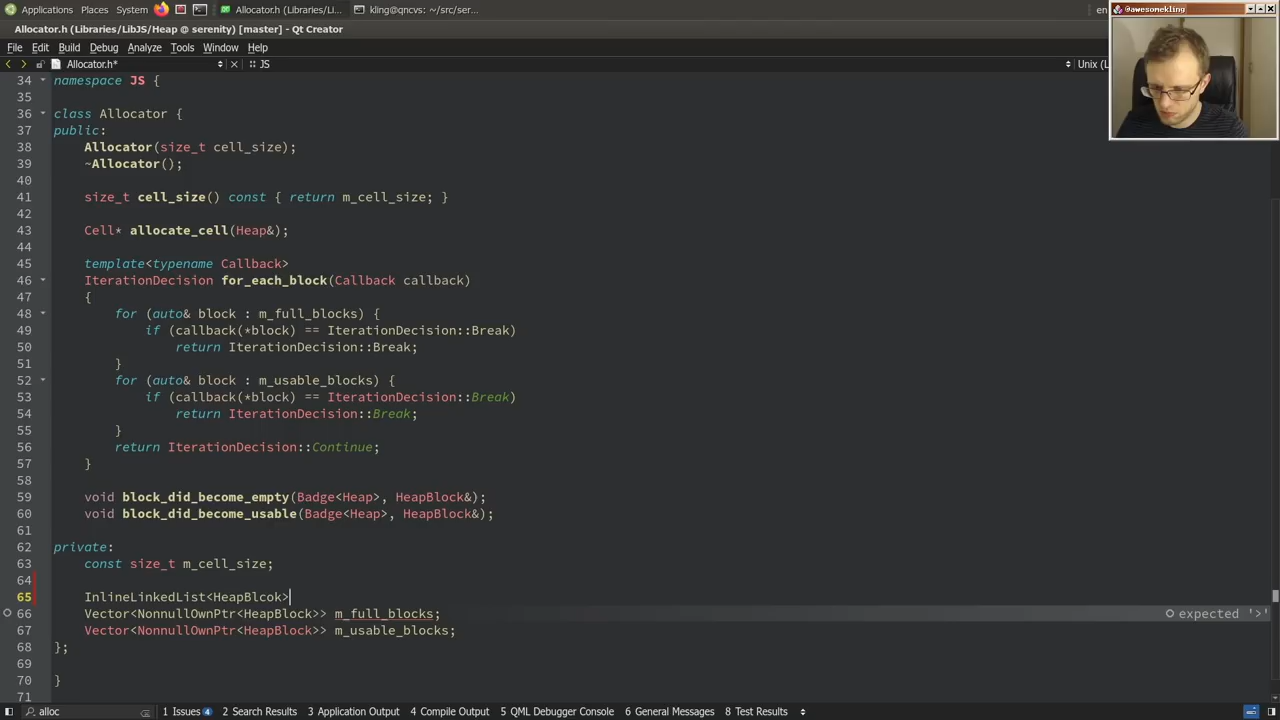 Applications Places System Allocator.h (Libraries/LibJS/... kling@qncvs: ~/src/ser... en @awesomekling
Allocator.h (Libraries/LibJS/Heap @ serenity) [master] - Qt Creator
File Edit Build Debug Analyze Tools Window Help
Allocator.h* JS Unix (L
34 namespace JS {
35
36 class Allocator {
37 public:
38 Allocator(size_t cell_size);
39 ~Allocator();
40
41 size_t cell_size() const { return m_cell_size; }
42
43 Cell* allocate_cell(Heap&);
44
45 template<typename Callback>
46 IterationDecision for_each_block(Callback callback)
47 {
48 for (auto& block : m_full_blocks) {
49 if (callback(*block) == IterationDecision::Break)
50 return IterationDecision::Break;
51 }
52 for (auto& block : m_usable_blocks) {
53 if (callback(*block) == IterationDecision::Break)
54 return IterationDecision::Break;
55 }
56 return IterationDecision::Continue;
57 }
58
59 void block_did_become_empty(Badge<Heap>, HeapBlock&);
60 void block_did_become_usable(Badge<Heap>, HeapBlock&);
61
62 private:
63 const size_t m_cell_size;
64
65 InlineLinkedList<HeapBlcok>
66 Vector<NonnullOwnPtr<HeapBlock>> m_full_blocks; expected '>'
67 Vector<NonnullOwnPtr<HeapBlock>> m_usable_blocks;
68 };
69
70 }
71
alloc 1 Issues 4 2 Search Results 3 Application Output 4 Compile Output 5 QML Debugger Console 6 General Messages 8 Test Results